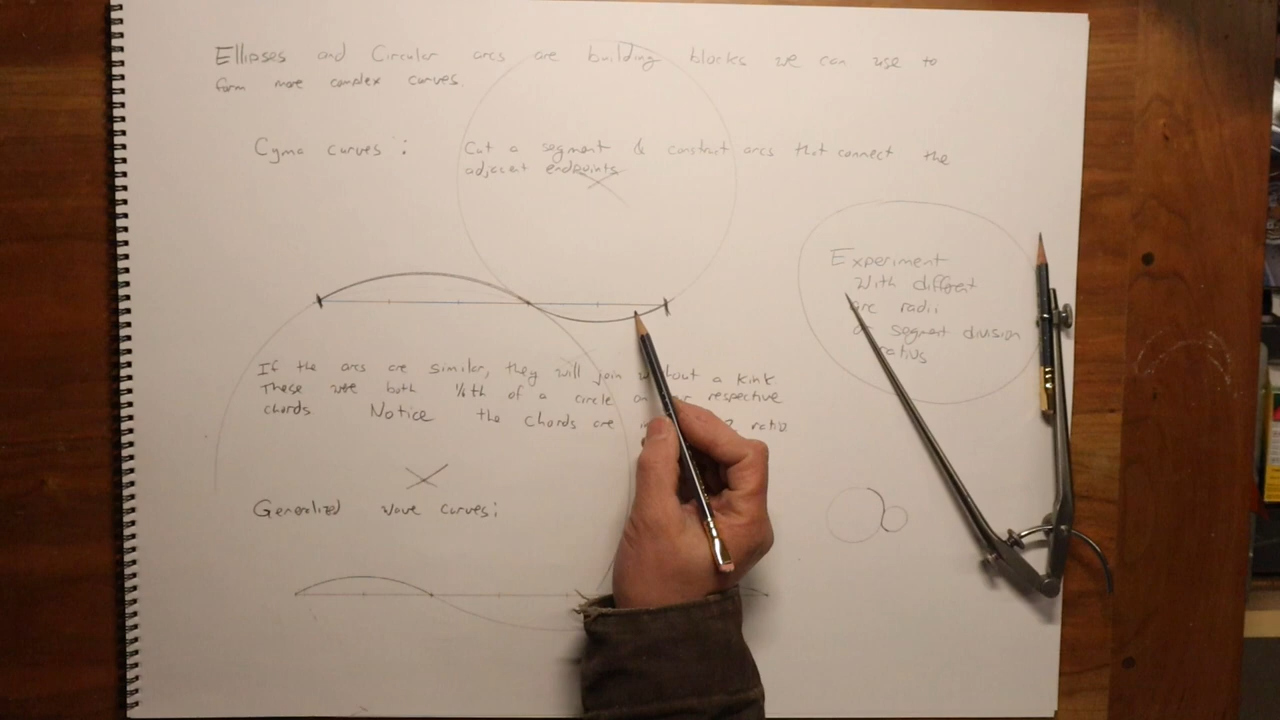 Ellipses and Circular arcs are building blocks we can use to
form more complex curves.
Cyma curves : Cut a segment & construct arcs that connect the
adjacent endpoints
Experiment
With different
arc radii
or segment division
ratios
If the arcs are similar, they will join without a kink
These were both 1/6th of a circle on respective
chords Notice the chords are ratio
Generalized wave curves: